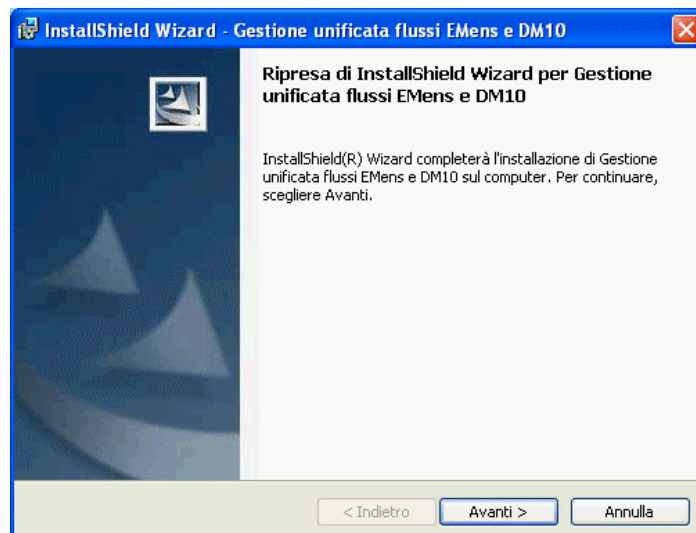 InstallShield Wizard - Gestione unificata flussi EMens e DM10
Ripresa di InstallShield Wizard per Gestione
unificata flussi EMens e DM10
InstallShield(R) Wizard completerà l'installazione di Gestione
unificata flussi EMens e DM10 sul computer. Per continuare,
scegliere Avanti.
< Indietro
Avanti >
Annulla